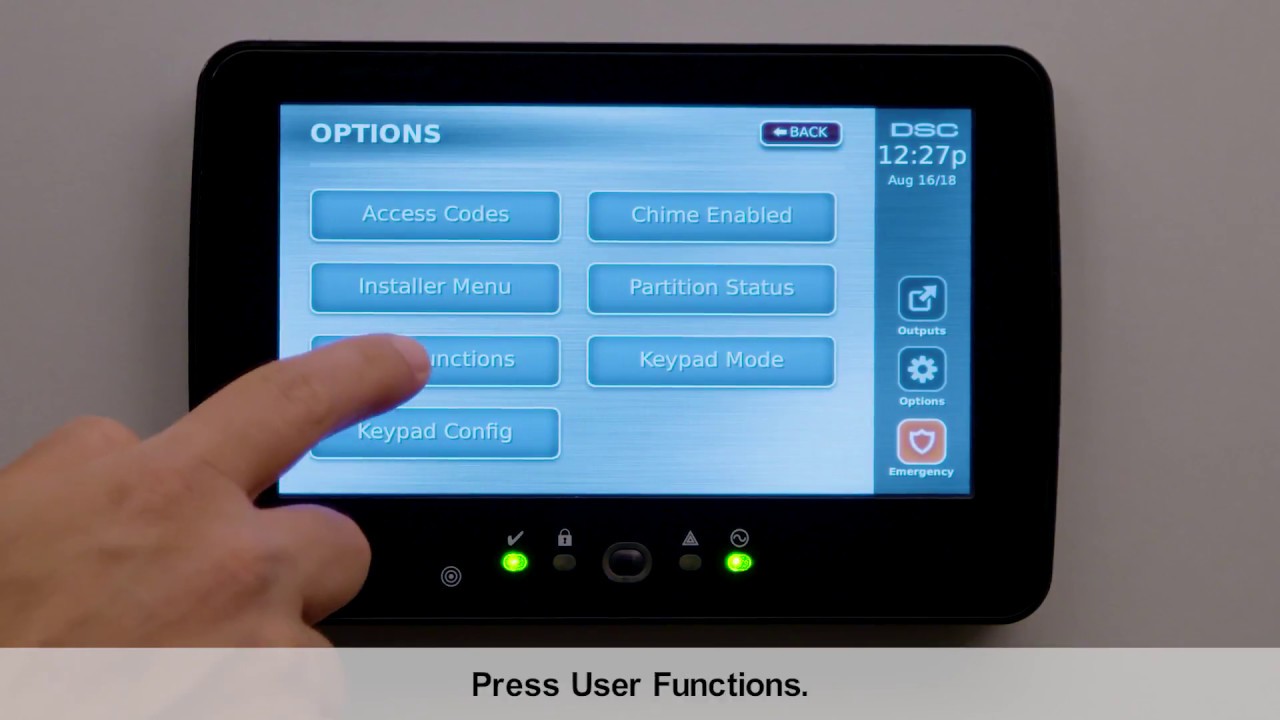 OPTIONS
BACK
DSC
12:27p
Aug 16/18
Access Codes
Chime Enabled
Installer Menu
Partition Status
unctions
Keypad Mode
Keypad Config
Outputs
Options
Emergency
Press User Functions.